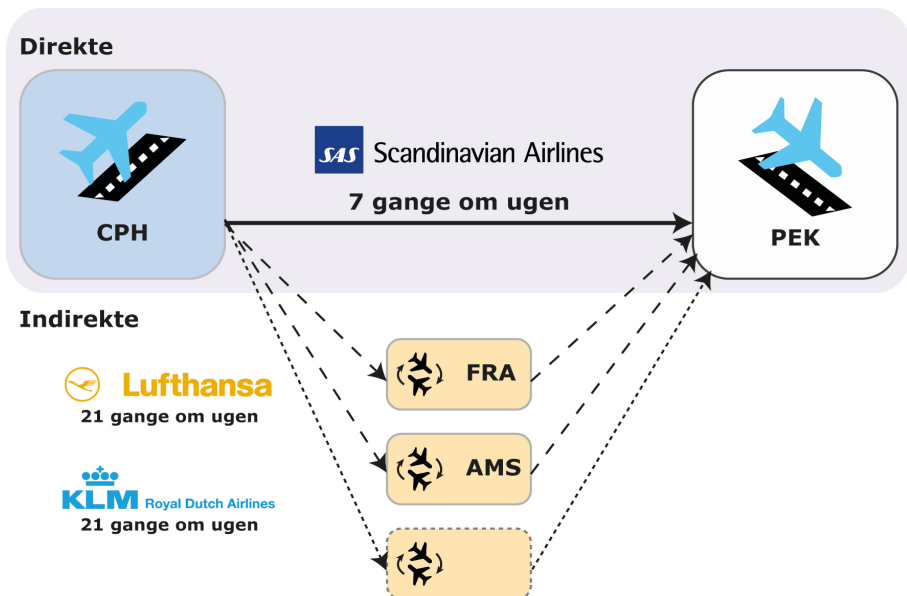 Direkte
SAS Scandinavian Airlines
7 gange om ugen
CPH
PEK
Indirekte
FRA
Lufthansa
21 gange om ugen
AMS
KLM Royal Dutch Airlines
21 gange om ugen